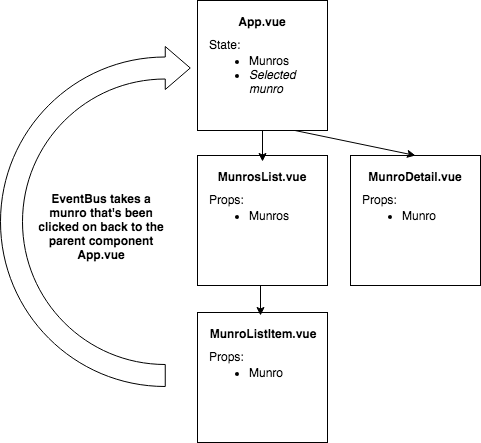 App.vue
State:
• Munros
• Selected
munro
EventBus takes a
munro that's been
clicked on back to the
parent component
App.vue
MunrosList.vue
Props:
• Munros
MunroDetail.vue
Props:
• Munro
MunroListItem.vue
Props:
• Munro